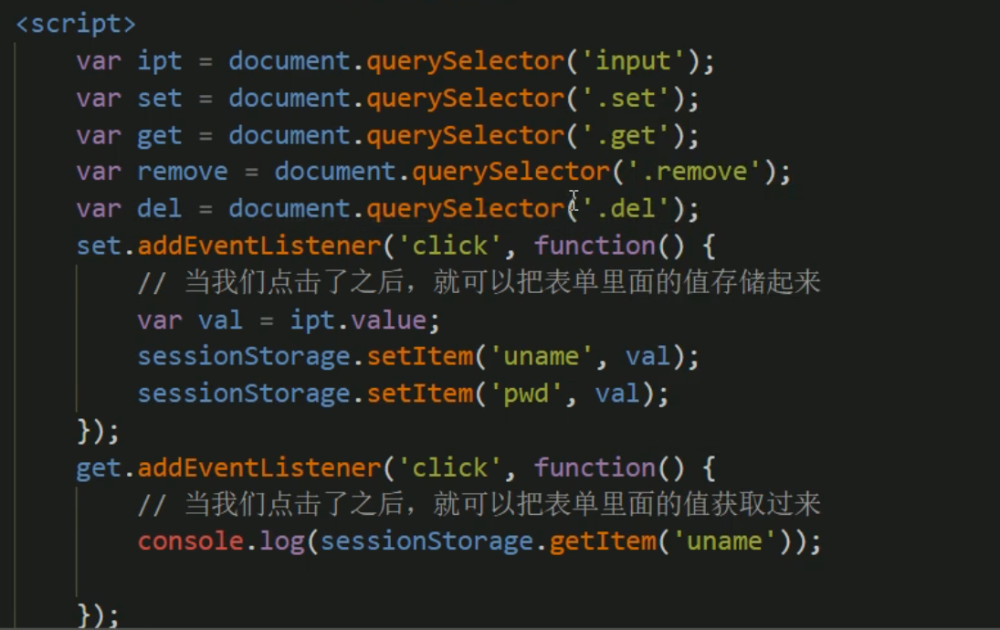 <script>
var ipt = document.querySelector('input');
var set = document.querySelector('.set');
var get = document.querySelector('.get');
var remove = document.querySelector('.remove');
var del = document.querySelector('.del');
set.addEventListener('click', function() {
// 当我们点击了之后，就可以把表单里面的值存储起来
var val = ipt.value;
sessionStorage.setItem('uname', val);
sessionStorage.setItem('pwd', val);
});
get.addEventListener('click', function() {
// 当我们点击了之后，就可以把表单里面的值获取过来
console.log(sessionStorage.getItem('uname'));
});